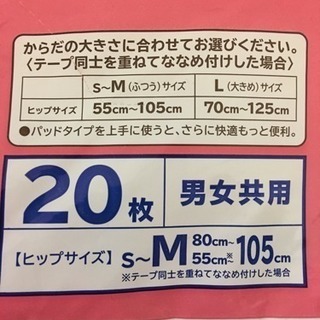 からだの大きさに合わせてお選びください。
〈テープ同士を重ねてななめ付けした場合〉
S~M(ふつう)サイズ L(大きめ)サイズ
ヒップサイズ 55cm~105cm 70cm~125cm
●パッドタイプを上手に使うと、さらに快適もっと便利。
20枚 男女共用
【ヒップサイズ】S~M 80cm~ 55cm~※ 105cm
※テープ同士を重ねてななめ付けした場合